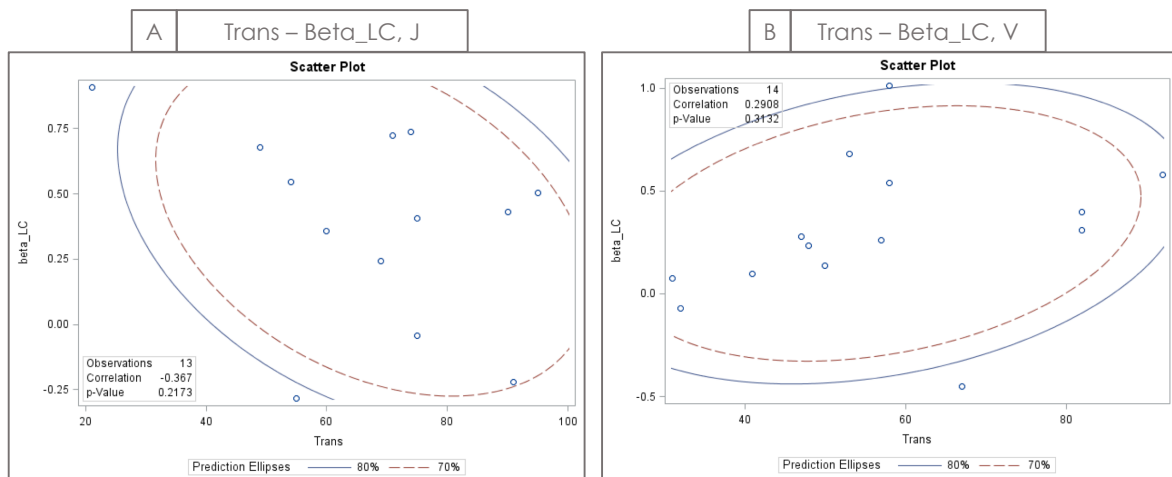 A Trans – Beta_LC, J
Scatter Plot
beta_LC
0.75
0.50
0.25
0.00
-0.25
Observations 13
Correlation -0.367
p-Value 0.2173
20 40 60 80 100
Trans
Prediction Ellipses 80% 70%
B Trans – Beta_LC, V
Scatter Plot
Observations 14
Correlation 0.2908
p-Value 0.3132
beta_LC
1.0
0.5
0.0
-0.5
40 60 80
Trans
Prediction Ellipses 80% 70%